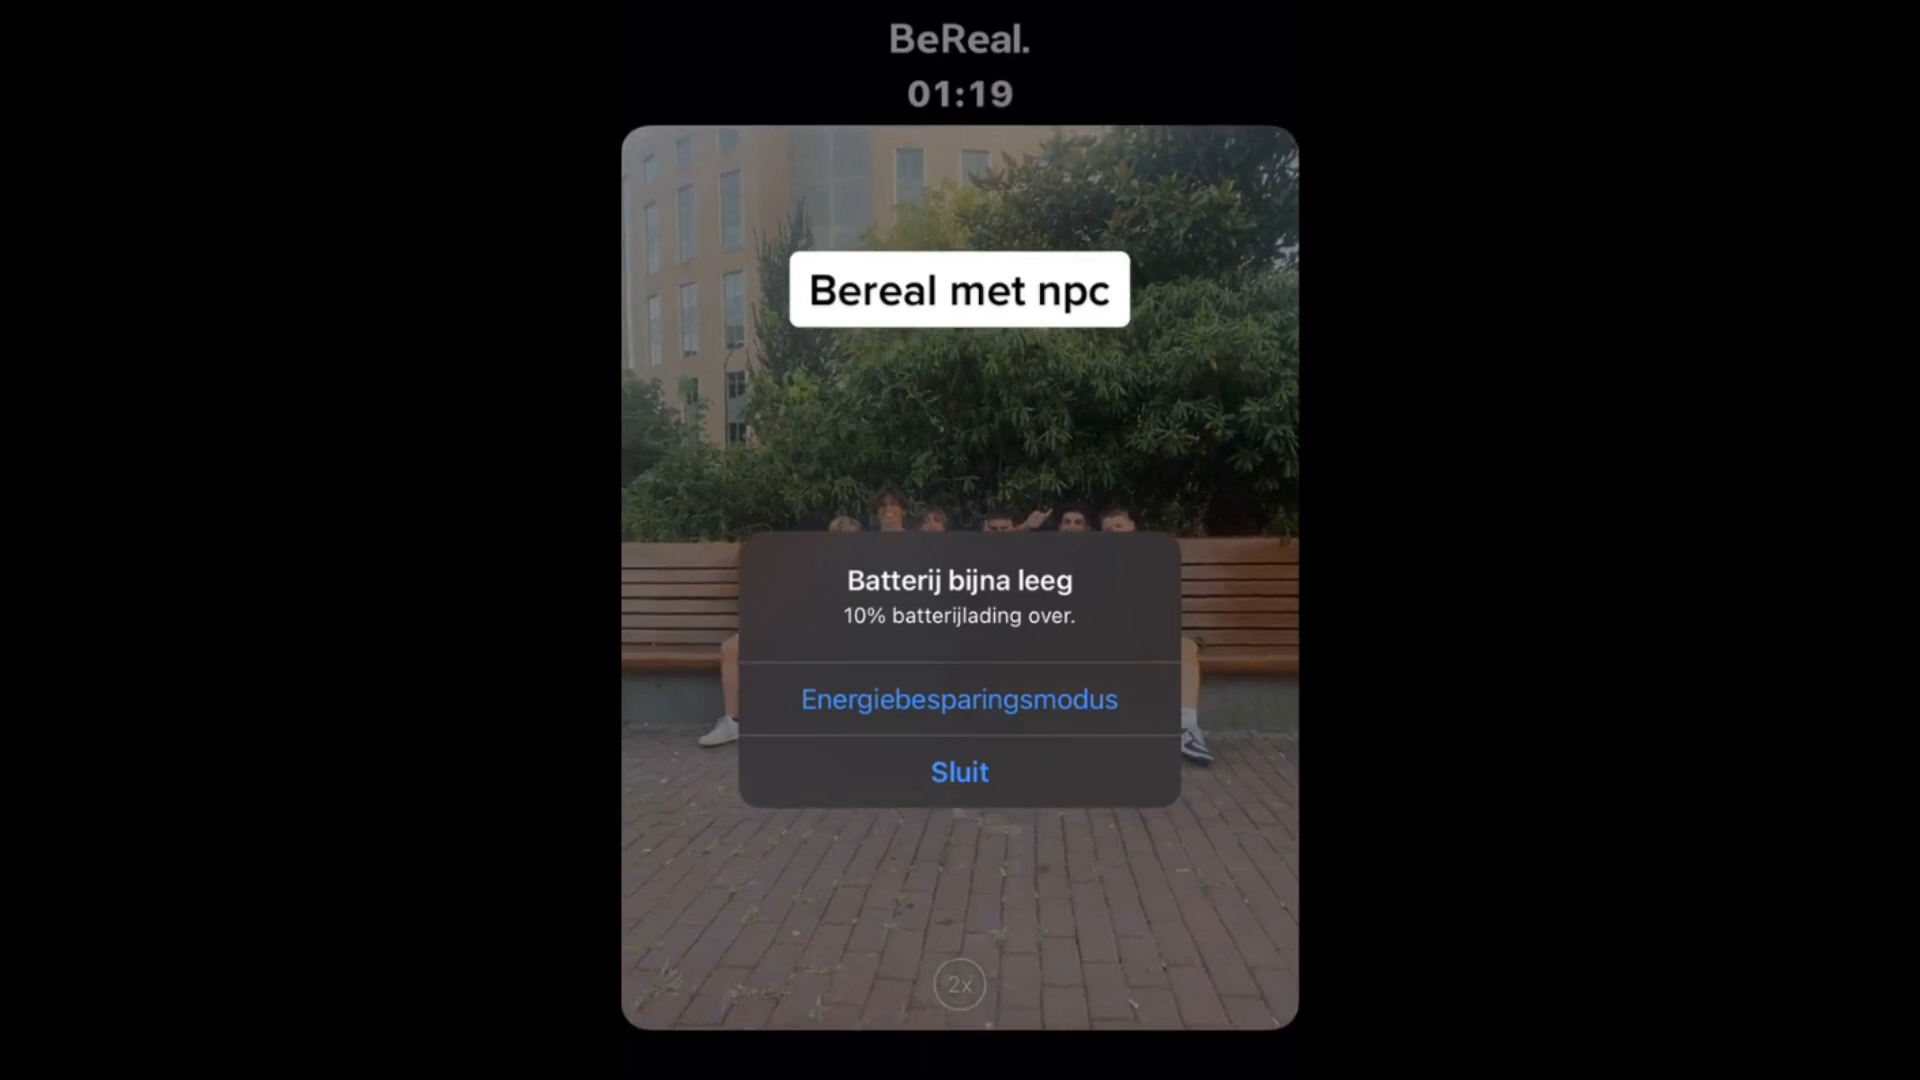 BeReal.
01:19
Bereal met npc
Batterij bijna leeg
10% batterijlading over.
Energiebesparingsmodus
Sluit
2x